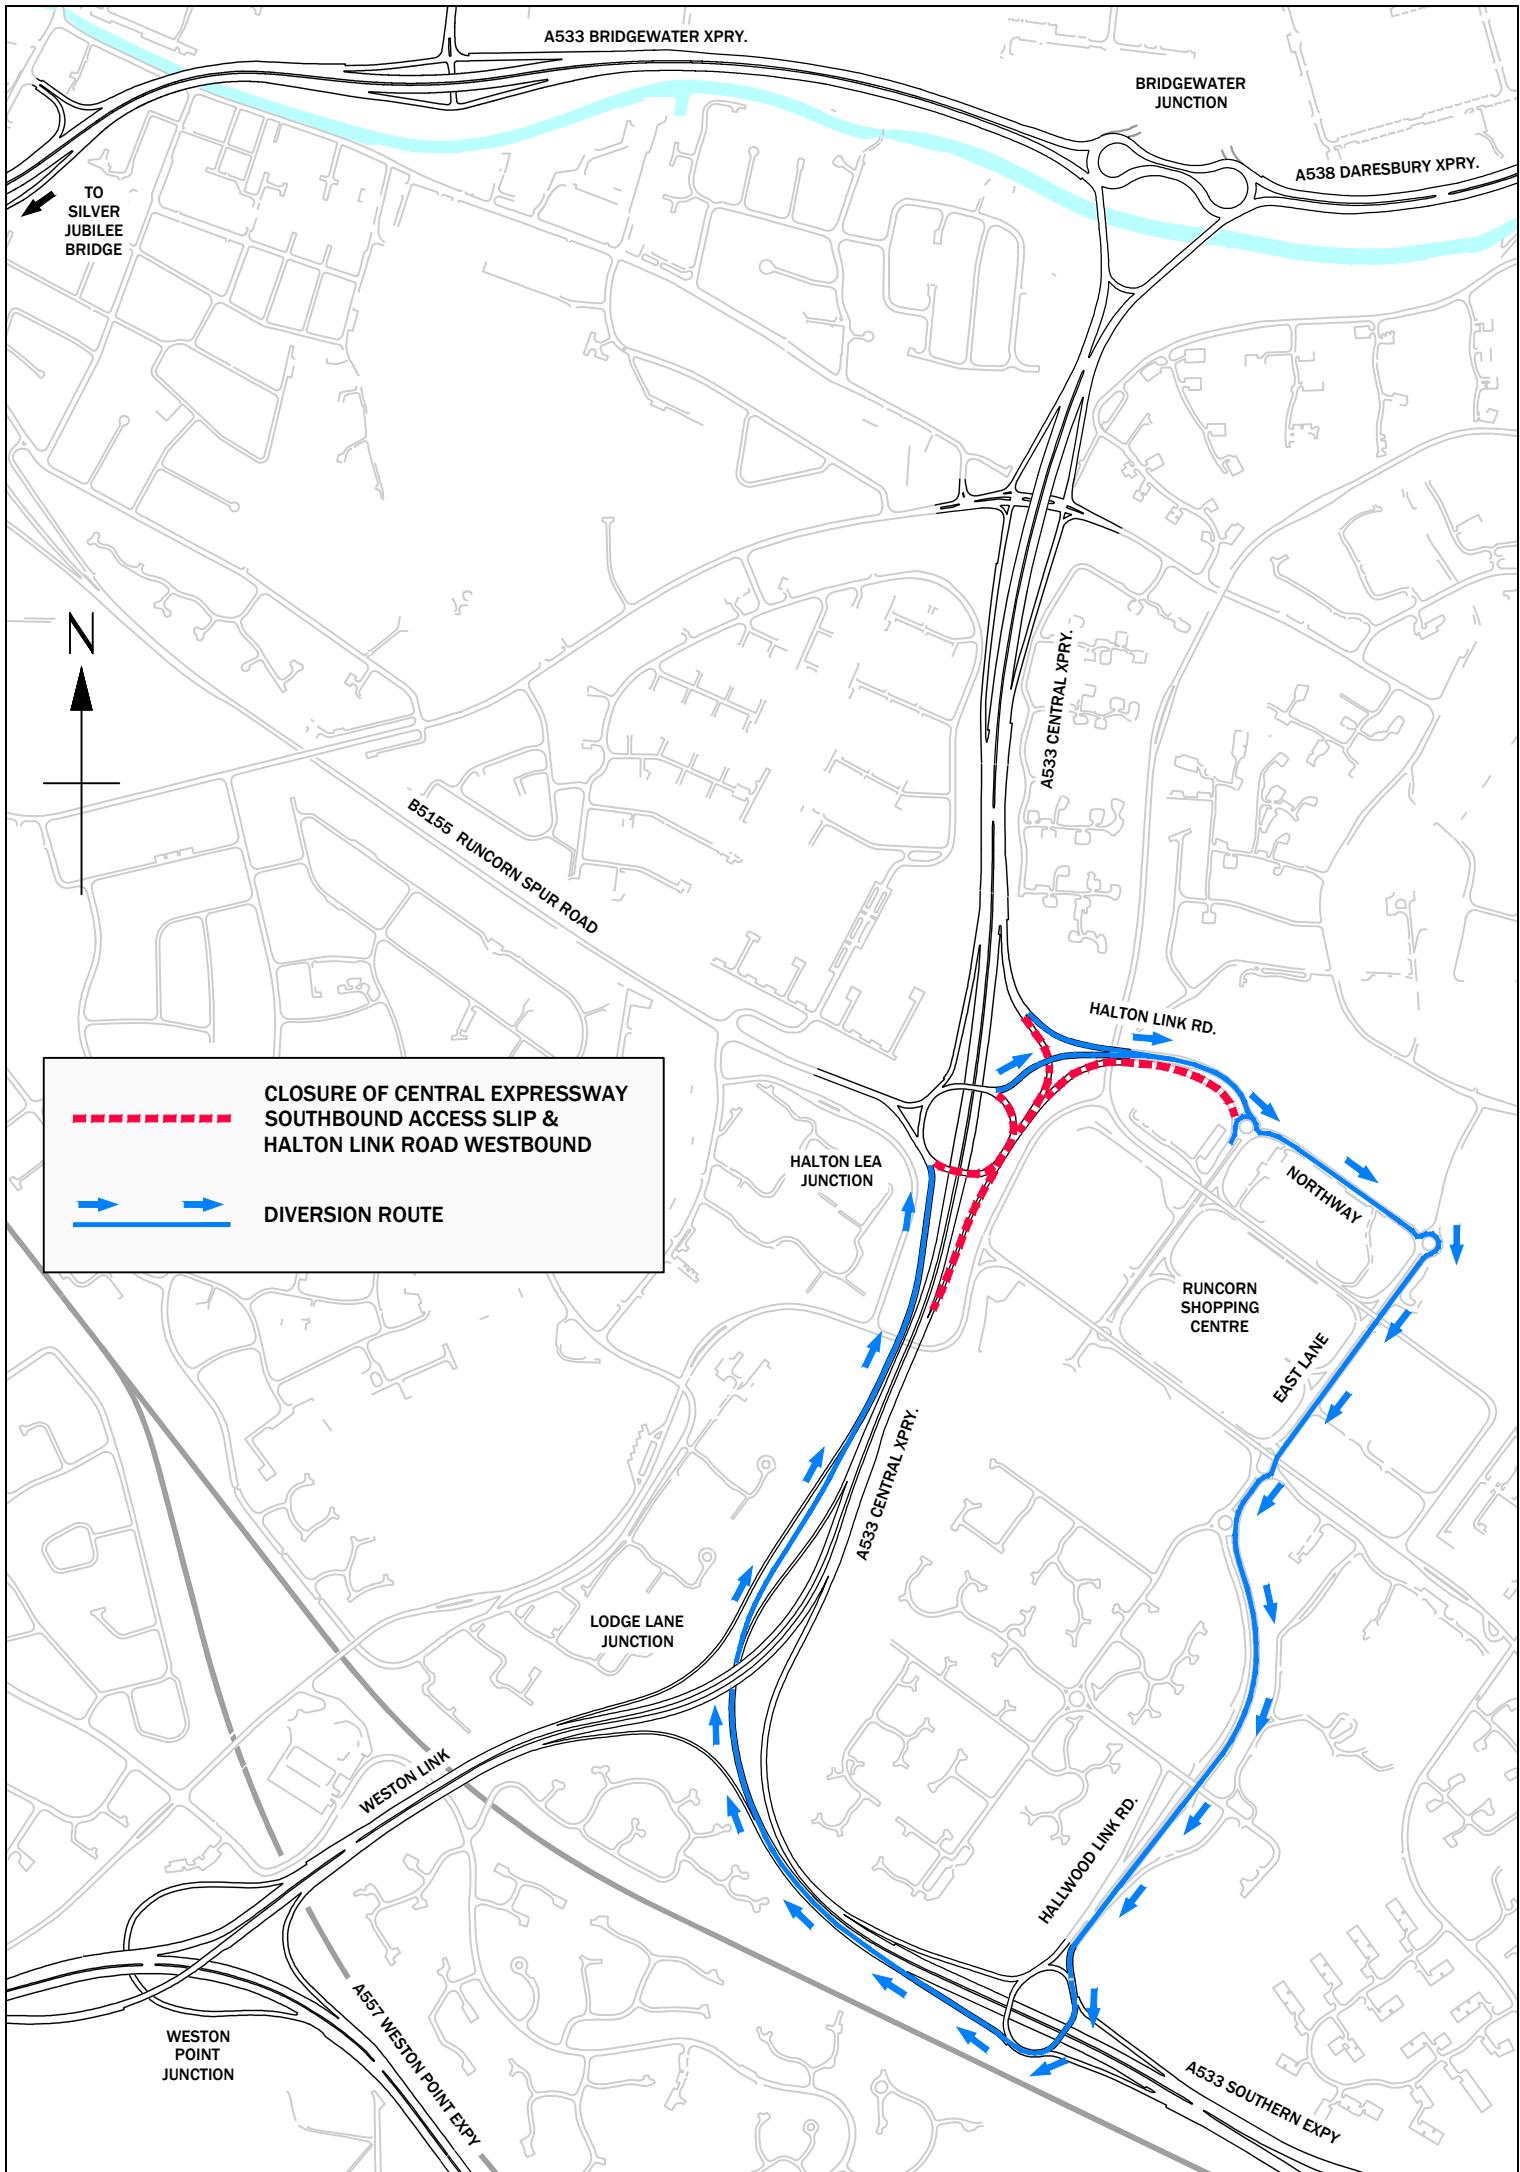 A533 BRIDGEWATER XPRY.
BRIDGEWATER
JUNCTION
A538 DARESBURY XPRY.
TO
SILVER
JUBILEE
BRIDGE
N
A533 CENTRAL XPRY.
B5155 RUNCORN SPUR ROAD
HALTON LINK RD.
CLOSURE OF CENTRAL EXPRESSWAY
SOUTHBOUND ACCESS SLIP &
HALTON LINK ROAD WESTBOUND
DIVERSION ROUTE
HALTON LEA
JUNCTION
NORTHWAY
RUNCORN
SHOPPING
CENTRE
EAST LANE
A533 CENTRAL XPRY.
LODGE LANE
JUNCTION
WESTON LINK
HALLWOOD LINK RD.
WESTON
POINT
JUNCTION
A557 WESTON POINT EXPY
A533 SOUTHERN EXPY